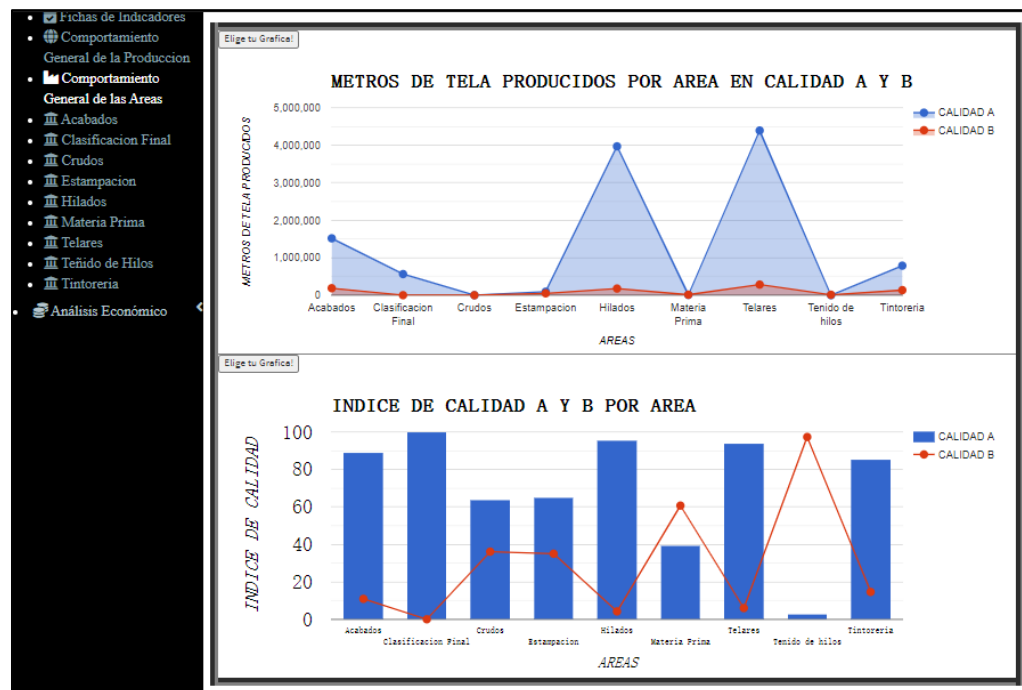 Fichas de Indicadores
Comportamiento
General de la Produccion
Comportamiento
General de las Areas
Acabados
Clasificacion Final
Crudos
Estampacion
Hilados
Materia Prima
Telares
Teñido de Hilos
Tintoreria
Análisis Económico
Elige tu Grafica!
METROS DE TELA PRODUCIDOS POR AREA EN CALIDAD A Y B
METROS DE TELA PRODUCIDOS
5,000,000
4,000,000
3,000,000
2,000,000
1,000,000
0
CALIDAD A
CALIDAD B
Acabados
Clasificacion
Final
Crudos
Estampacion
Hilados
Materia
Prima
Telares
Tenido de
hilos
Tintoreria
AREAS
Elige tu Grafica!
INDICE DE CALIDAD A Y B POR AREA
INDICE DE CALIDAD
100
80
60
40
20
0
CALIDAD A
CALIDAD B
Acabados
Clasificacion Final
Crudos
Estampacion
Hilados
Materia Prima
Telares
Tenido de hilos
Tintoreria
AREAS